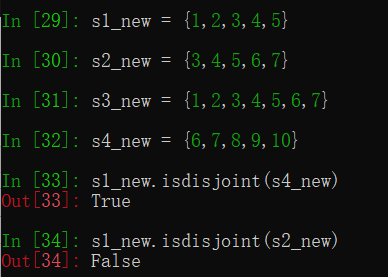 In [29]: s1_new = {1,2,3,4,5}
In [30]: s2_new = {3,4,5,6,7}
In [31]: s3_new = {1,2,3,4,5,6,7}
In [32]: s4_new = {6,7,8,9,10}
In [33]: s1_new.isdisjoint(s4_new)
Out[33]: True
In [34]: s1_new.isdisjoint(s2_new)
Out[34]: False